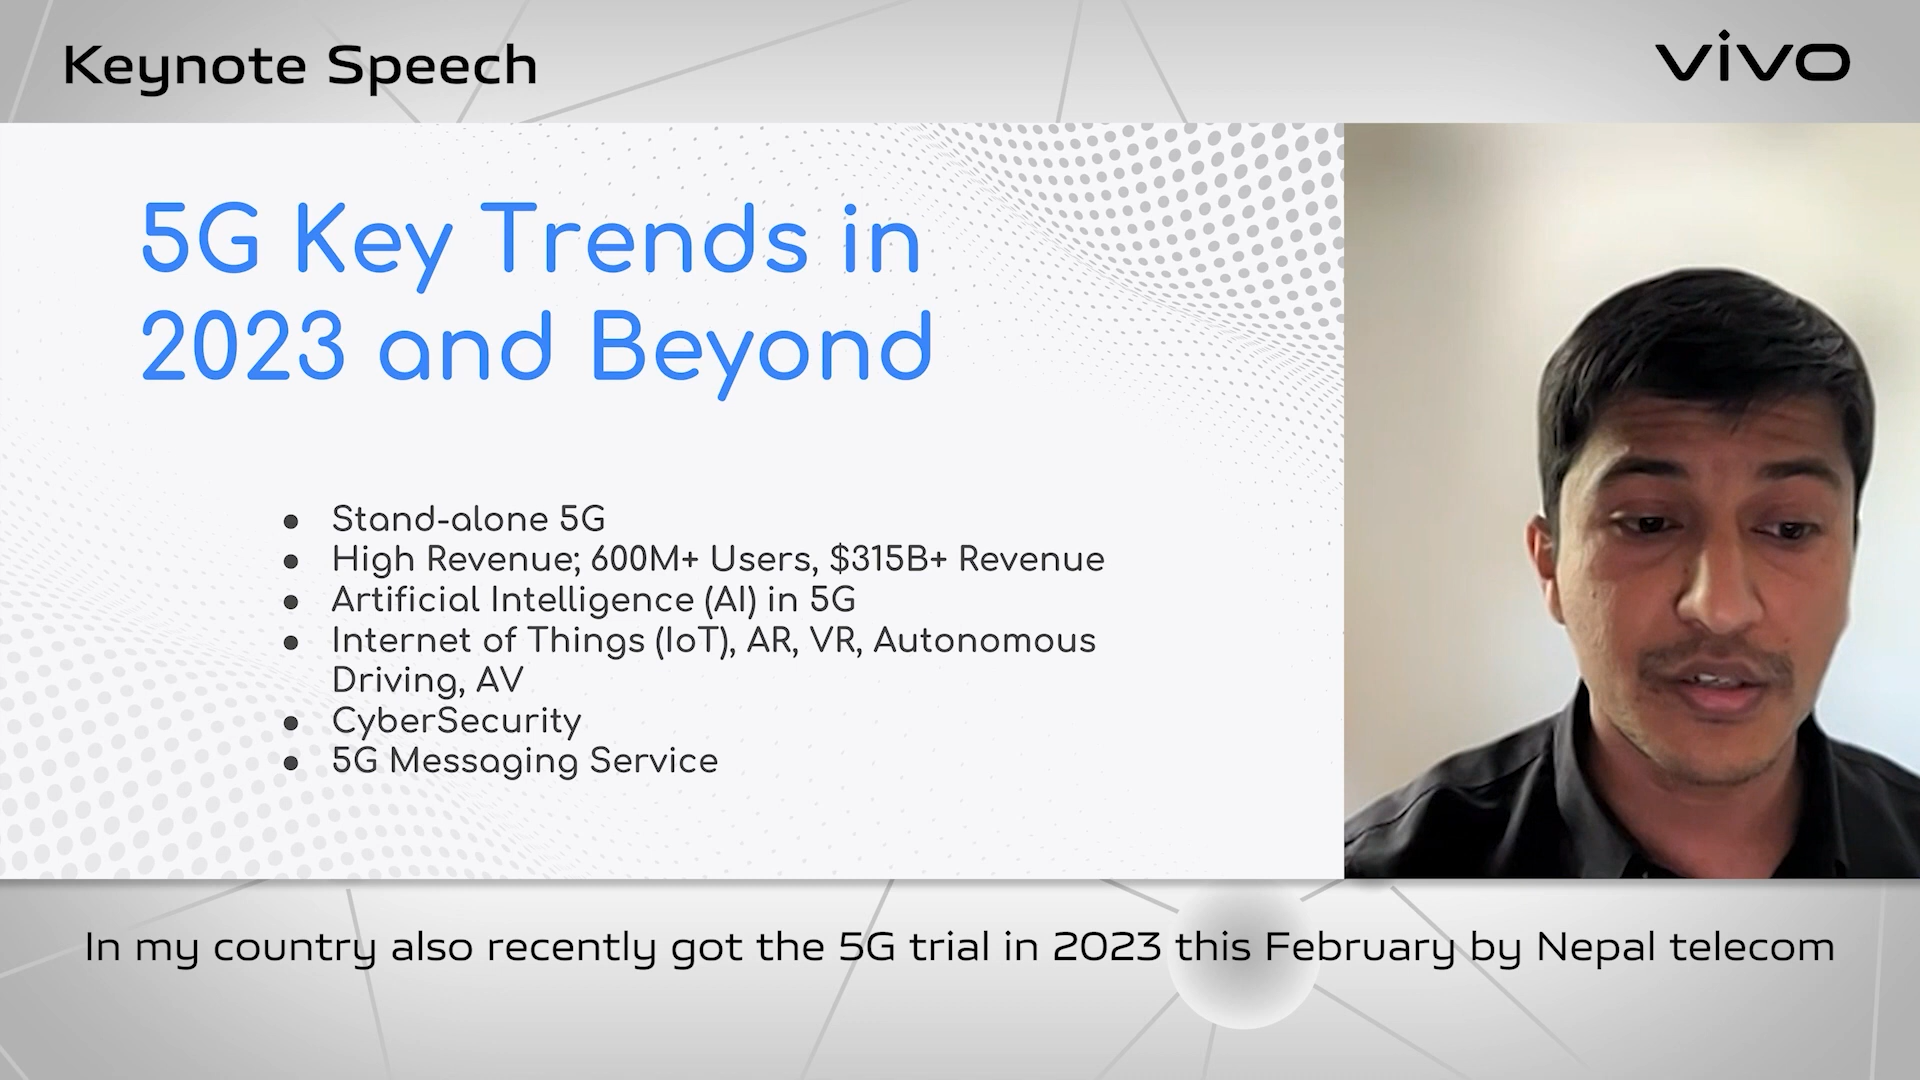 Keynote Speech
vivo
5G Key Trends in
2023 and Beyond
● Stand-alone 5G
● High Revenue; 600M+ Users, $315B+ Revenue
● Artificial Intelligence (AI) in 5G
● Internet of Things (IoT), AR, VR, Autonomous
Driving, AV
● CyberSecurity
● 5G Messaging Service
In my country also recently got the 5G trial in 2023 this February by Nepal telecom